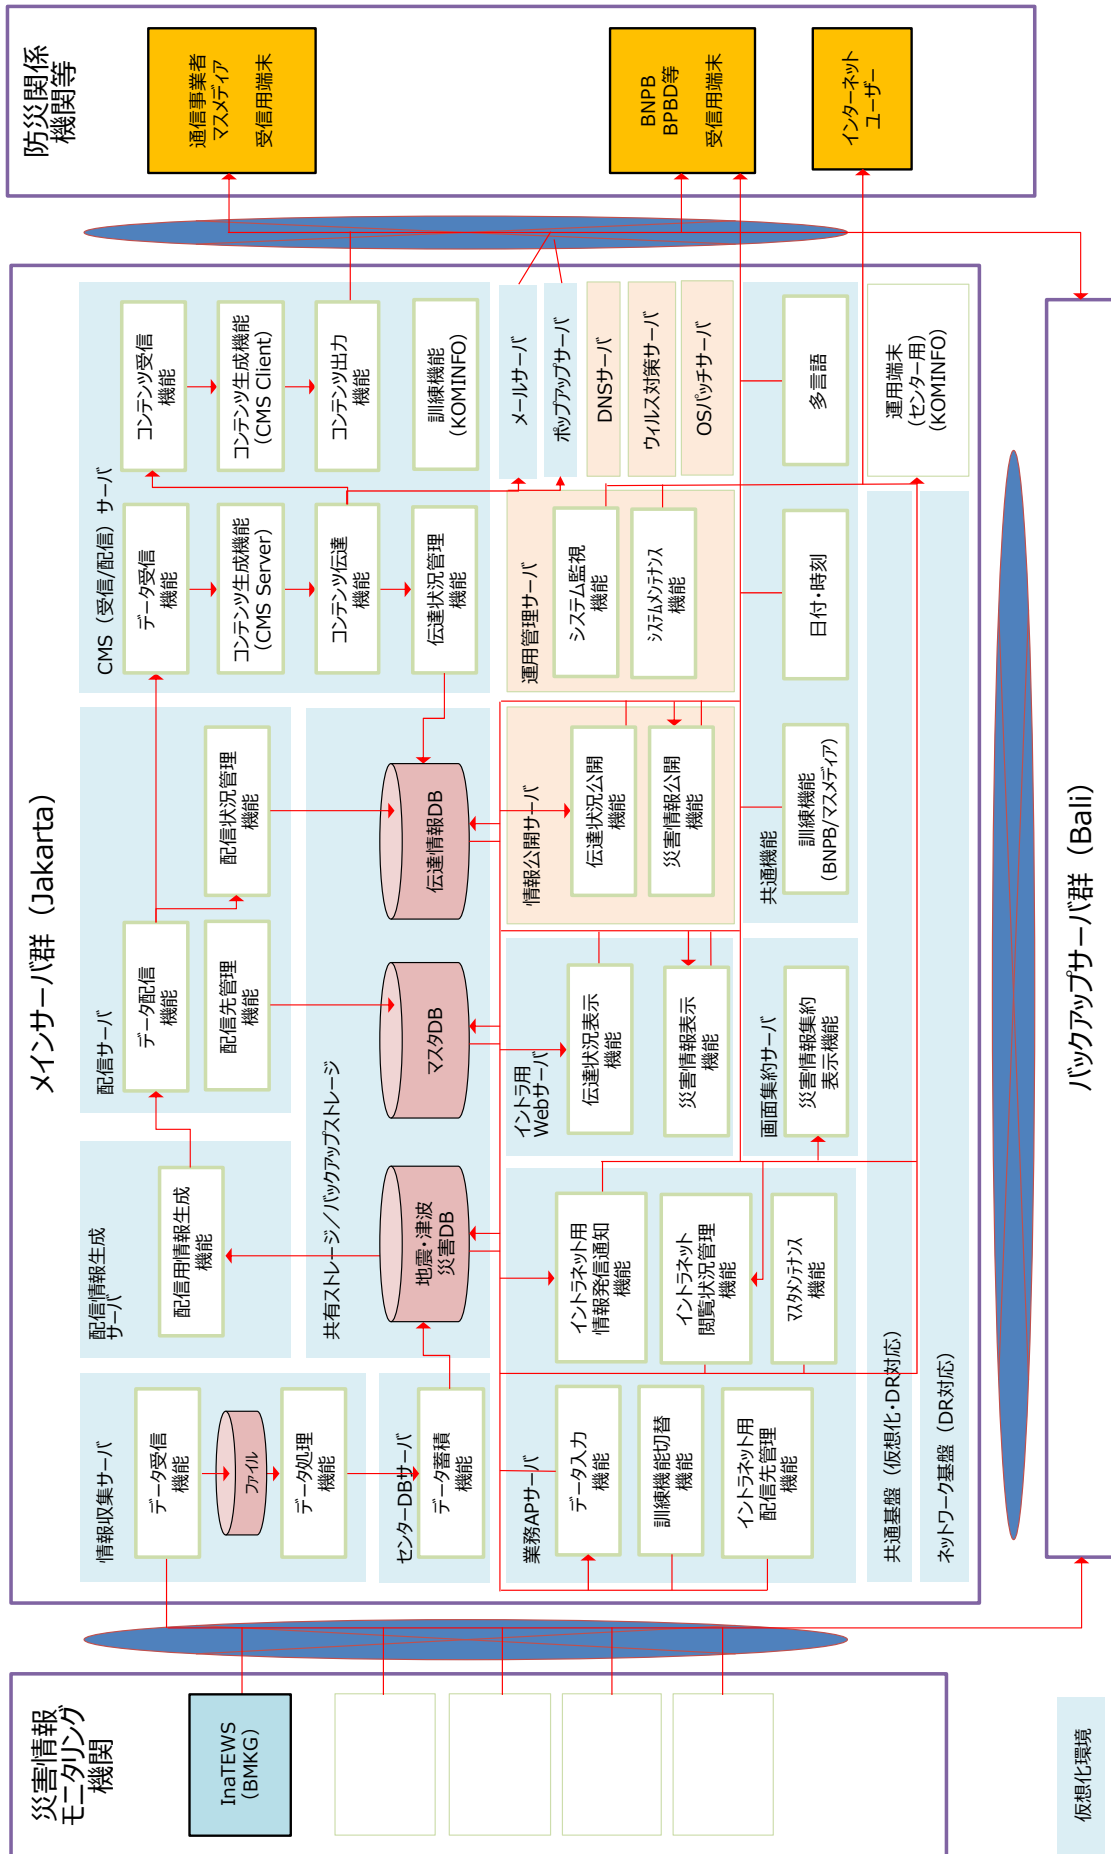 災害情報
モニタリング
機関
InaTEWS
(BMKG)
仮想化環境
メインサーバ群（Jakarta）
情報収集サーバ
データ受信
機能
ファイル
データ処理
機能
センターDBサーバ
データ蓄積
機能
配信情報生成
サーバ
配信用情報生成
機能
配信サーバ
データ配信
機能
配信先管理
機能
配信状況管理
機能
共有ストレージ／バックアップストレージ
地震・津波
災害DB
マスタDB
伝達情報DB
CMS（受信/配信）サーバ
データ受信
機能
コンテンツ生成機能
(CMS Server)
コンテンツ伝達
機能
伝達状況管理
機能
コンテンツ受信
機能
コンテンツ生成機能
(CMS Client)
コンテンツ出力
機能
訓練機能
(KOMINFO)
業務APサーバ
データ入力
機能
訓練機能切替
機能
イントラネット用
配信先管理
機能
イントラネット用
情報発信通知
機能
イントラネット
閲覧状況管理
機能
マスタメンテナンス
機能
イントラ用
Webサーバ
伝達状況表示
機能
災害情報表示
機能
情報公開サーバ
伝達状況公開
機能
災害情報公開
機能
運用管理サーバ
システム監視
機能
システムメンテナンス
機能
メールサーバ
ポップアップサーバ
DNSサーバ
ウィルス対策サーバ
OSパッチサーバ
画面集約サーバ
災害情報集約
表示機能
共通機能
訓練機能
(BNPB/マスメディア)
日付・時刻
多言語
運用端末
(センター用)
(KOMINFO)
共通基盤（仮想化・DR対応）
ネットワーク基盤（DR対応）
バックアップサーバ群（Bali）
防災関係
機関等
通信事業者
マスメディア
受信用端末
BNPB
BPBD等
受信用端末
インターネット
ユーザー